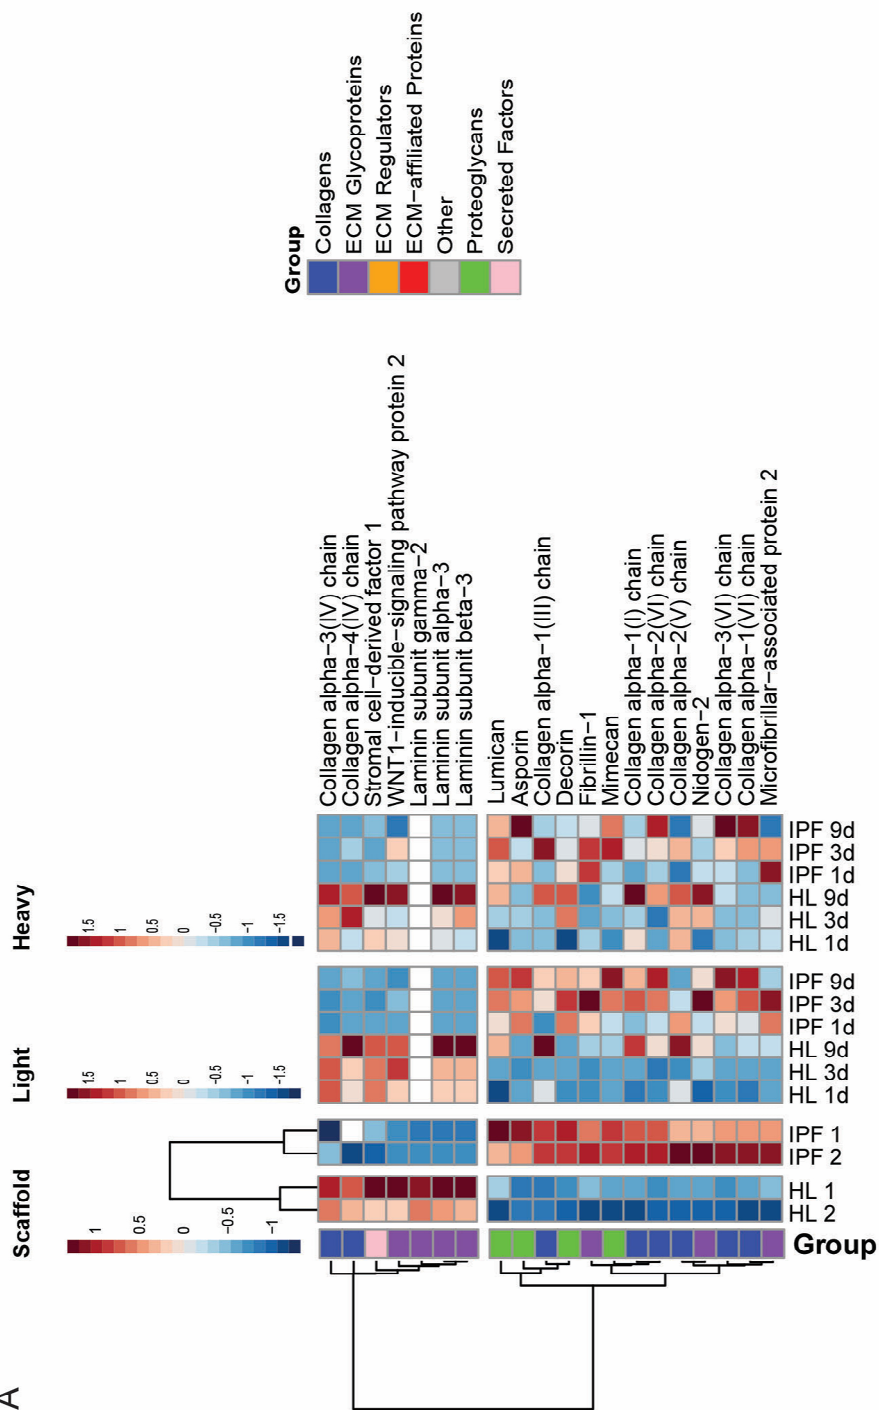 A
Scaffold
1
0.5
0
−0.5
−1
Light
1.5
1
0.5
0
−0.5
−1
−1.5
Heavy
1.5
1
0.5
0
−0.5
−1
−1.5
Group
Collagens
ECM Glycoproteins
ECM Regulators
ECM−affiliated Proteins
Other
Proteoglycans
Secreted Factors
Collagen alpha−3(IV) chain
Collagen alpha−4(IV) chain
Stromal cell−derived factor 1
WNT1−inducible−signaling pathway protein 2
Laminin subunit gamma−2
Laminin subunit alpha−3
Laminin subunit beta−3
Lumican
Asporin
Collagen alpha−1(III) chain
Decorin
Fibrillin−1
Mimecan
Collagen alpha−1(I) chain
Collagen alpha−2(VI) chain
Collagen alpha−2(V) chain
Nidogen−2
Collagen alpha−3(VI) chain
Collagen alpha−1(VI) chain
Microfibrillar−associated protein 2
Group
HL 2
HL 1
IPF 2
IPF 1
HL 1d
HL 3d
HL 9d
IPF 1d
IPF 3d
IPF 9d
HL 1d
HL 3d
HL 9d
IPF 1d
IPF 3d
IPF 9d